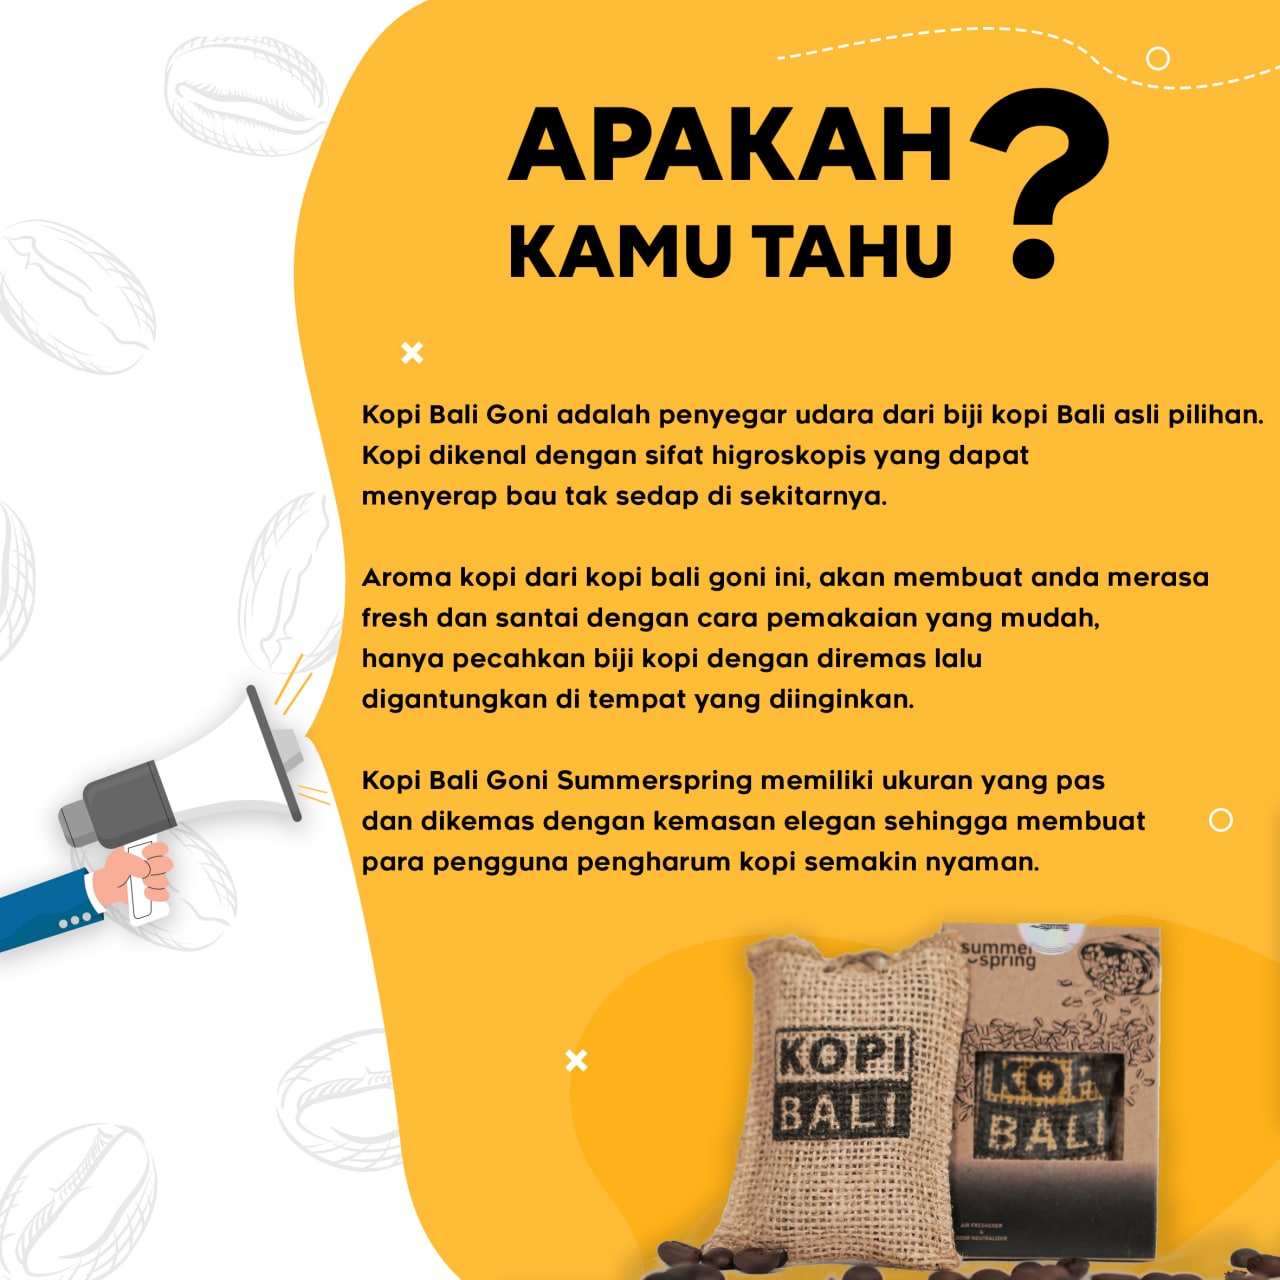 APAKAH
KAMU TAHU
?
Kopi Bali Goni adalah penyegar udara dari biji kopi Bali asli pilihan.
Kopi dikenal dengan sifat higroskopis yang dapat
menyerap bau tak sedap di sekitarnya.
Aroma kopi dari kopi bali goni ini, akan membuat anda merasa
fresh dan santai dengan cara pemakaian yang mudah,
hanya pecahkan biji kopi dengan diremas lalu
digantungkan di tempat yang diinginkan.
Kopi Bali Goni Summerspring memiliki ukuran yang pas
dan dikemas dengan kemasan elegan sehingga membuat
para pengguna pengharum kopi semakin nyaman.
KOPI
BALI
summer
spring
KOPI
BALI
AIR FRESHENER
&
ODOR NEUTRALIZER